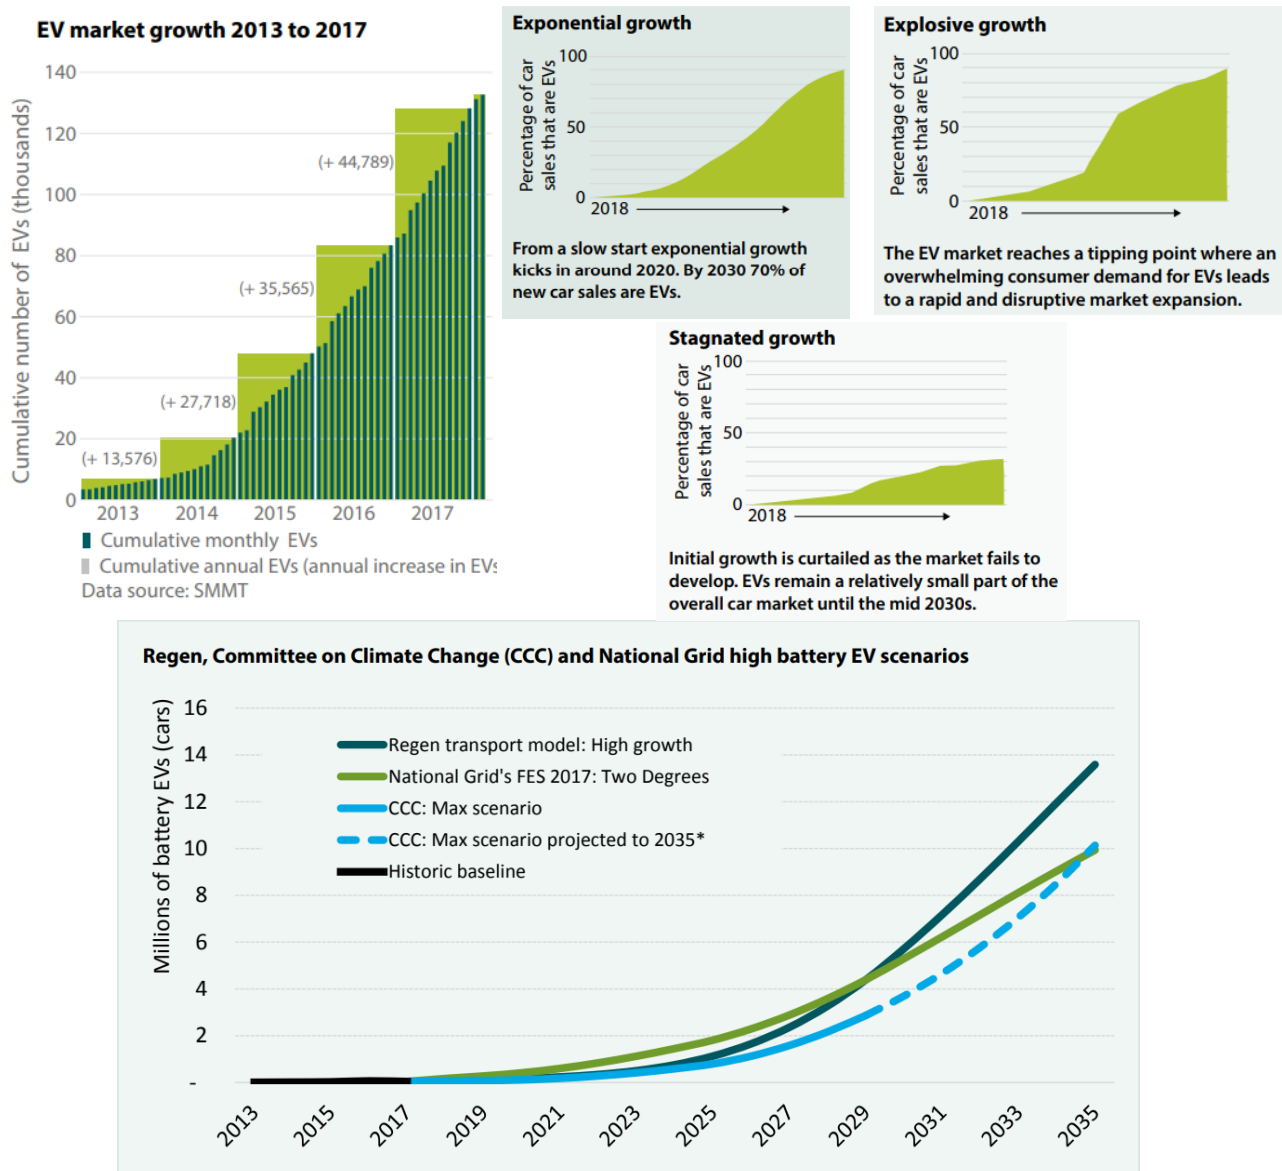 EV market growth 2013 to 2017
Cumulative number of EVs (thousands)
140
120
100
80
60
40
20
0
(+ 13,576)
(+ 27,718)
(+ 35,565)
(+ 44,789)
2013
2014
2015
2016
2017
Cumulative monthly EVs
Cumulative annual EVs (annual increase in EVs
Data source: SMMT
Exponential growth
Percentage of car
sales that are EVs
100
50
0
2018
From a slow start exponential growth
kicks in around 2020. By 2030 70% of
new car sales are EVs.
Explosive growth
Percentage of car
sales that are EVs
100
50
0
2018
The EV market reaches a tipping point where an
overwhelming consumer demand for EVs leads
to a rapid and disruptive market expansion.
Stagnated growth
Percentage of car
sales that are EVs
100
50
0
2018
Initial growth is curtailed as the market fails to
develop. EVs remain a relatively small part of the
overall car market until the mid 2030s.
Regen, Committee on Climate Change (CCC) and National Grid high battery EV scenarios
Millions of battery EVs (cars)
16
14
12
10
8
6
4
2
-
Regen transport model: High growth
National Grid's FES 2017: Two Degrees
CCC: Max scenario
CCC: Max scenario projected to 2035*
Historic baseline
2013
2015
2017
2019
2021
2023
2025
2027
2029
2031
2033
2035